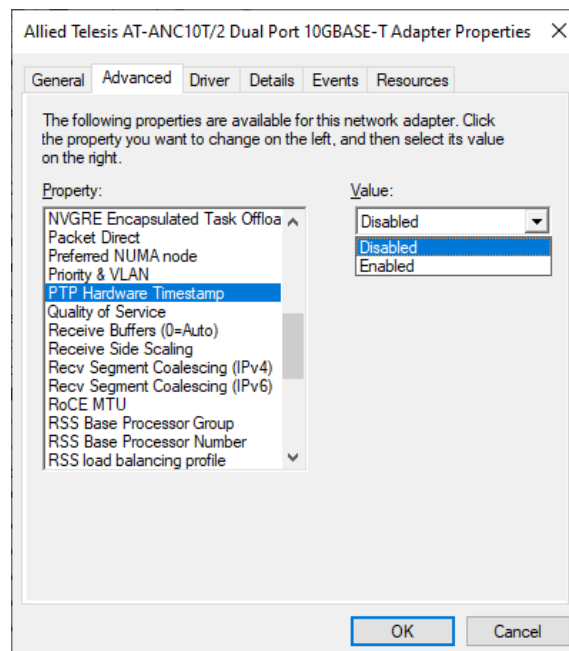 Allied Telesis AT-ANC10T/2 Dual Port 10GBASE-T Adapter Properties
General Advanced Driver Details Events Resources
The following properties are available for this network adapter. Click
the property you want to change on the left, and then select its value
on the right.
Property:
Value:
NVGRE Encapsulated Task Offloa
Packet Direct
Preferred NUMA node
Priority & VLAN
PTP Hardware Timestamp
Quality of Service
Receive Buffers (0=Auto)
Receive Side Scaling
Recv Segment Coalescing (IPv4)
Recv Segment Coalescing (IPv6)
RoCE MTU
RSS Base Processor Group
RSS Base Processor Number
RSS load balancing profile
Disabled
Disabled
Enabled
OK
Cancel